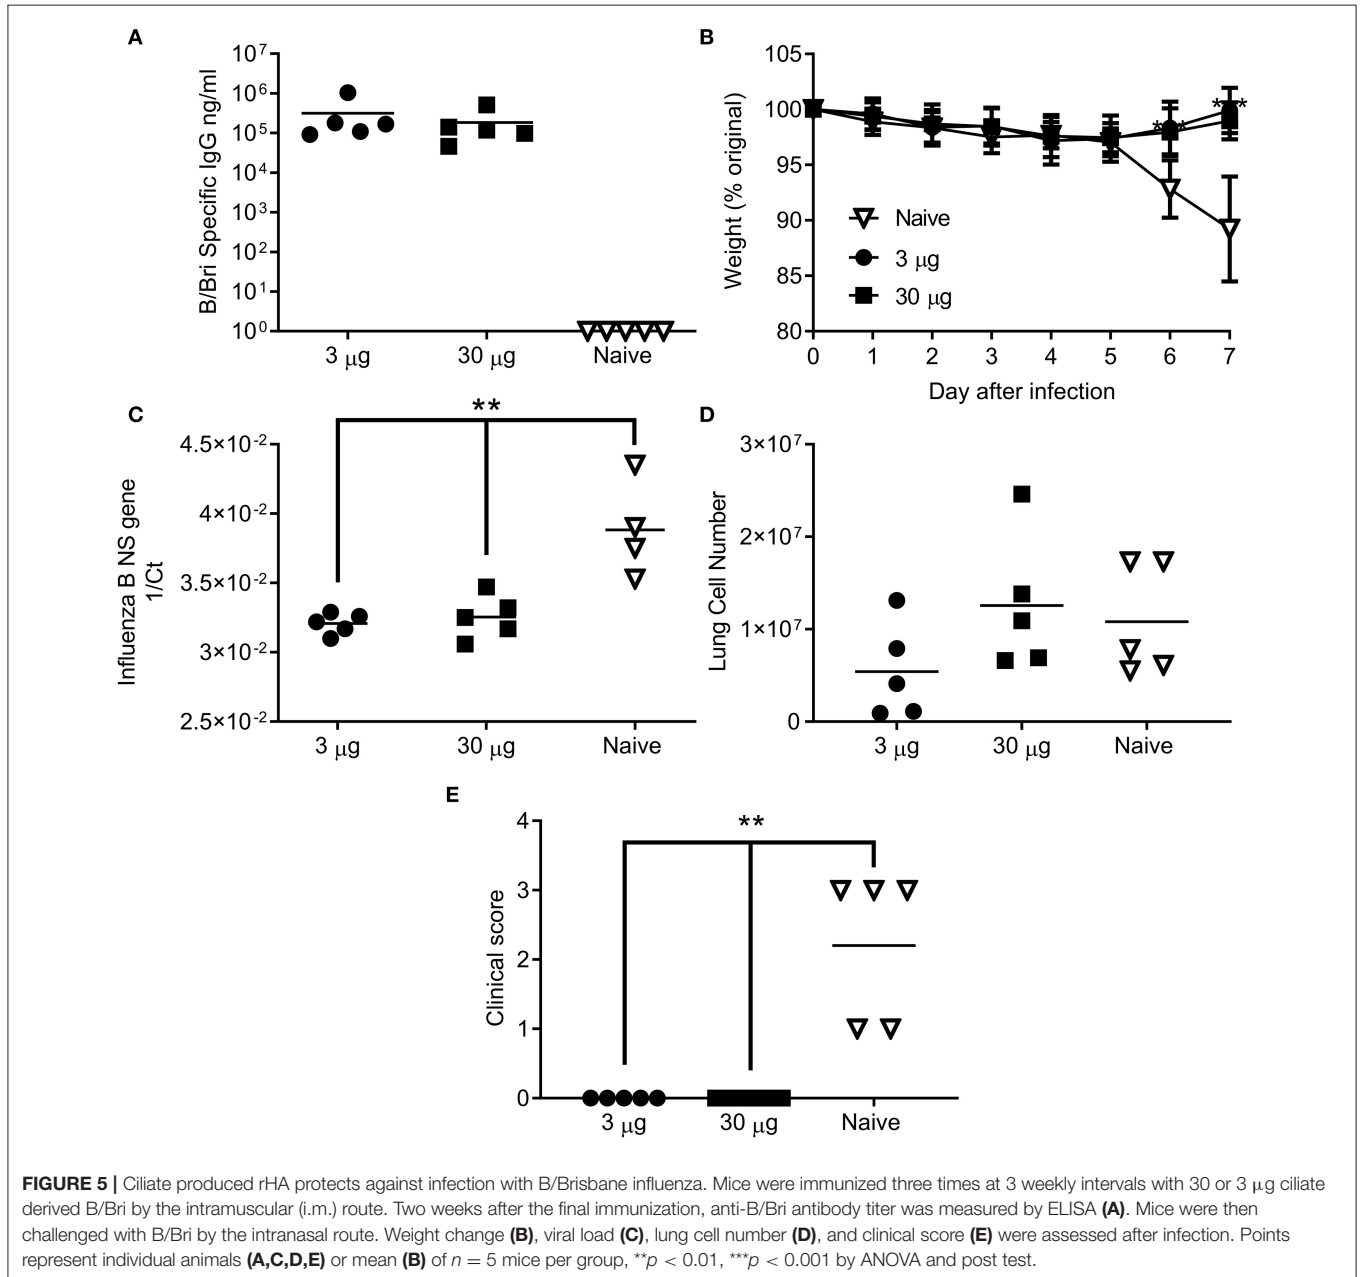 A
B/Bri Specific IgG ng/ml
10⁷
10⁶
10⁵
10⁴
10³
10²
10¹
10⁰
3 μg
30 μg
Naive
B
Weight (% original)
105
100
95
90
85
80
Naive
3 μg
30 μg
0
1
2
3
4
5
6
7
Day after infection
C
**
Influenza B NS gene
1/Ct
4.5×10⁻²
4×10⁻²
3.5×10⁻²
3×10⁻²
2.5×10⁻²
3 μg
30 μg
Naive
D
Lung Cell Number
3×10⁷
2×10⁷
1×10⁷
0
3 μg
30 μg
Naive
E
**
Clinical score
4
3
2
1
0
3 μg
30 μg
Naive
FIGURE 5 | Ciliate produced rHA protects against infection with B/Brisbane influenza. Mice were immunized three times at 3 weekly intervals with 30 or 3 μg ciliate
derived B/Bri by the intramuscular (i.m.) route. Two weeks after the final immunization, anti-B/Bri antibody titer was measured by ELISA (A). Mice were then
challenged with B/Bri by the intranasal route. Weight change (B), viral load (C), lung cell number (D), and clinical score (E) were assessed after infection. Points
represent individual animals (A,C,D,E) or mean (B) of n = 5 mice per group, **p < 0.01, ***p < 0.001 by ANOVA and post test.